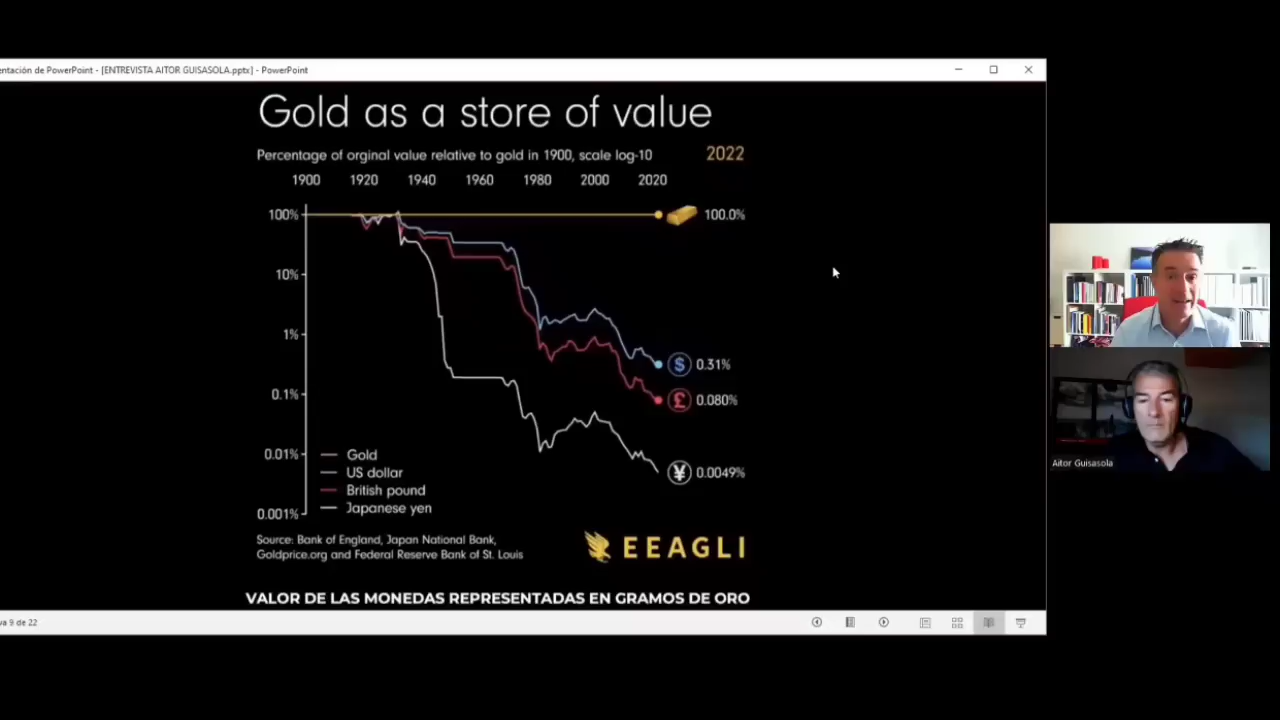 entación de PowerPoint - [ENTREVISTA AITOR GUISASOLA.pptx] - PowerPoint
Gold as a store of value
Percentage of orginal value relative to gold in 1900, scale log-10
2022
1900 1920 1940 1960 1980 2000 2020
100%
100.0%
10%
1%
$ 0.31%
0.1%
£ 0.080%
0.01%
¥ 0.0049%
0.001%
Gold
US dollar
British pound
Japanese yen
Source: Bank of England, Japan National Bank,
Goldprice.org and Federal Reserve Bank of St. Louis
EEAGLI
VALOR DE LAS MONEDAS REPRESENTADAS EN GRAMOS DE ORO
va 9 de 22
Aitor Guisasola